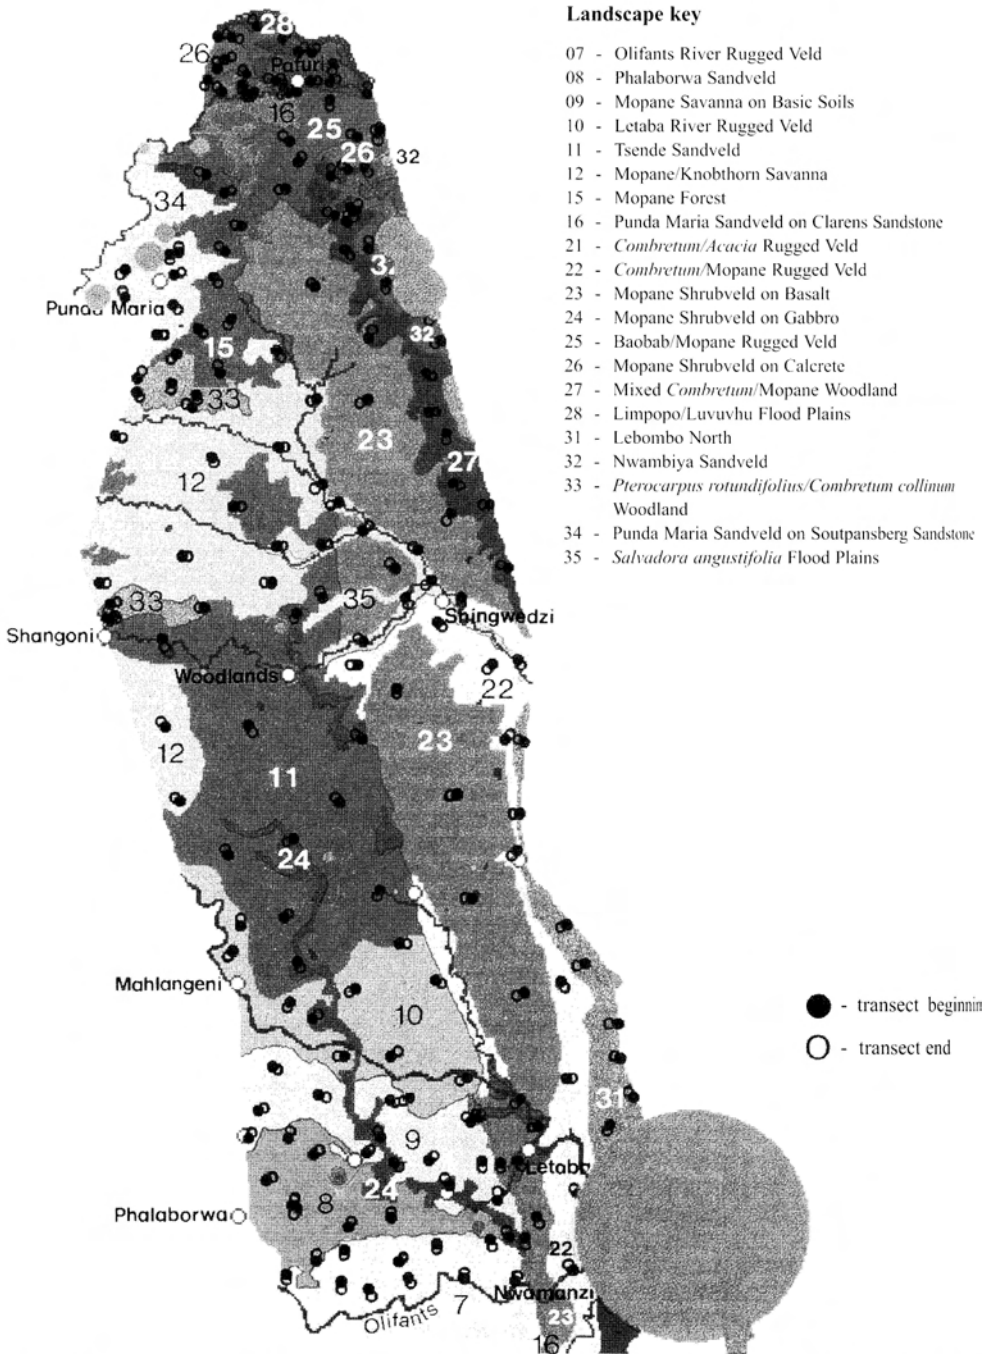 Landscape key
07 - Olifants River Rugged Veld
08 - Phalaborwa Sandveld
09 - Mopane Savanna on Basic Soils
10 - Letaba River Rugged Veld
11 - Tsende Sandveld
12 - Mopane/Knobthorn Savanna
15 - Mopane Forest
16 - Punda Maria Sandveld on Clarens Sandstone
21 - Combretum/Acacia Rugged Veld
22 - Combretum/Mopane Rugged Veld
23 - Mopane Shrubveld on Basalt
24 - Mopane Shrubveld on Gabbro
25 - Baobab/Mopane Rugged Veld
26 - Mopane Shrubveld on Calcrete
27 - Mixed Combretum/Mopane Woodland
28 - Limpopo/Luvuvhu Flood Plains
31 - Lebombo North
32 - Nwambiya Sandveld
33 - Pterocarpus rotundifolius/Combretum collinum
Woodland
34 - Punda Maria Sandveld on Soutpansberg Sandstone
35 - Salvadora angustifolia Flood Plains
28
26
Pafuri
16
25
26
32
34
32
Punda Maria
32
15
33
23
27
12
33
35
Shingwedzi
Shangoni
Woodlands
22
12
23
11
24
Mahlangeni
10
- transect beginnin
- transect end
31
9
Letab
24
8
Phalaborwa
22
Nwamanzi
7
Olifants
23
16